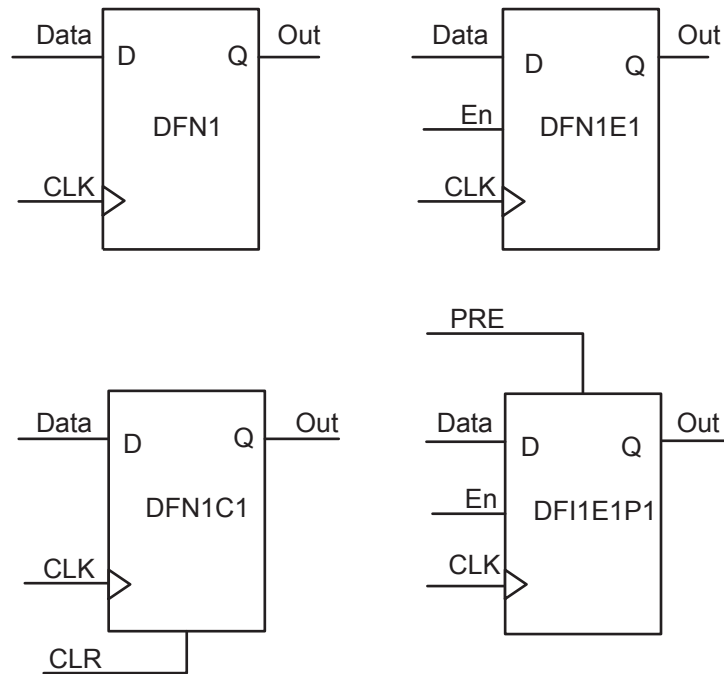 Data
Out
D
Q
DFN1
CLK
Data
Out
D
Q
En
DFN1E1
CLK
Data
Out
D
Q
DFN1C1
CLK
CLR
PRE
Data
Out
D
Q
En
DFI1E1P1
CLK